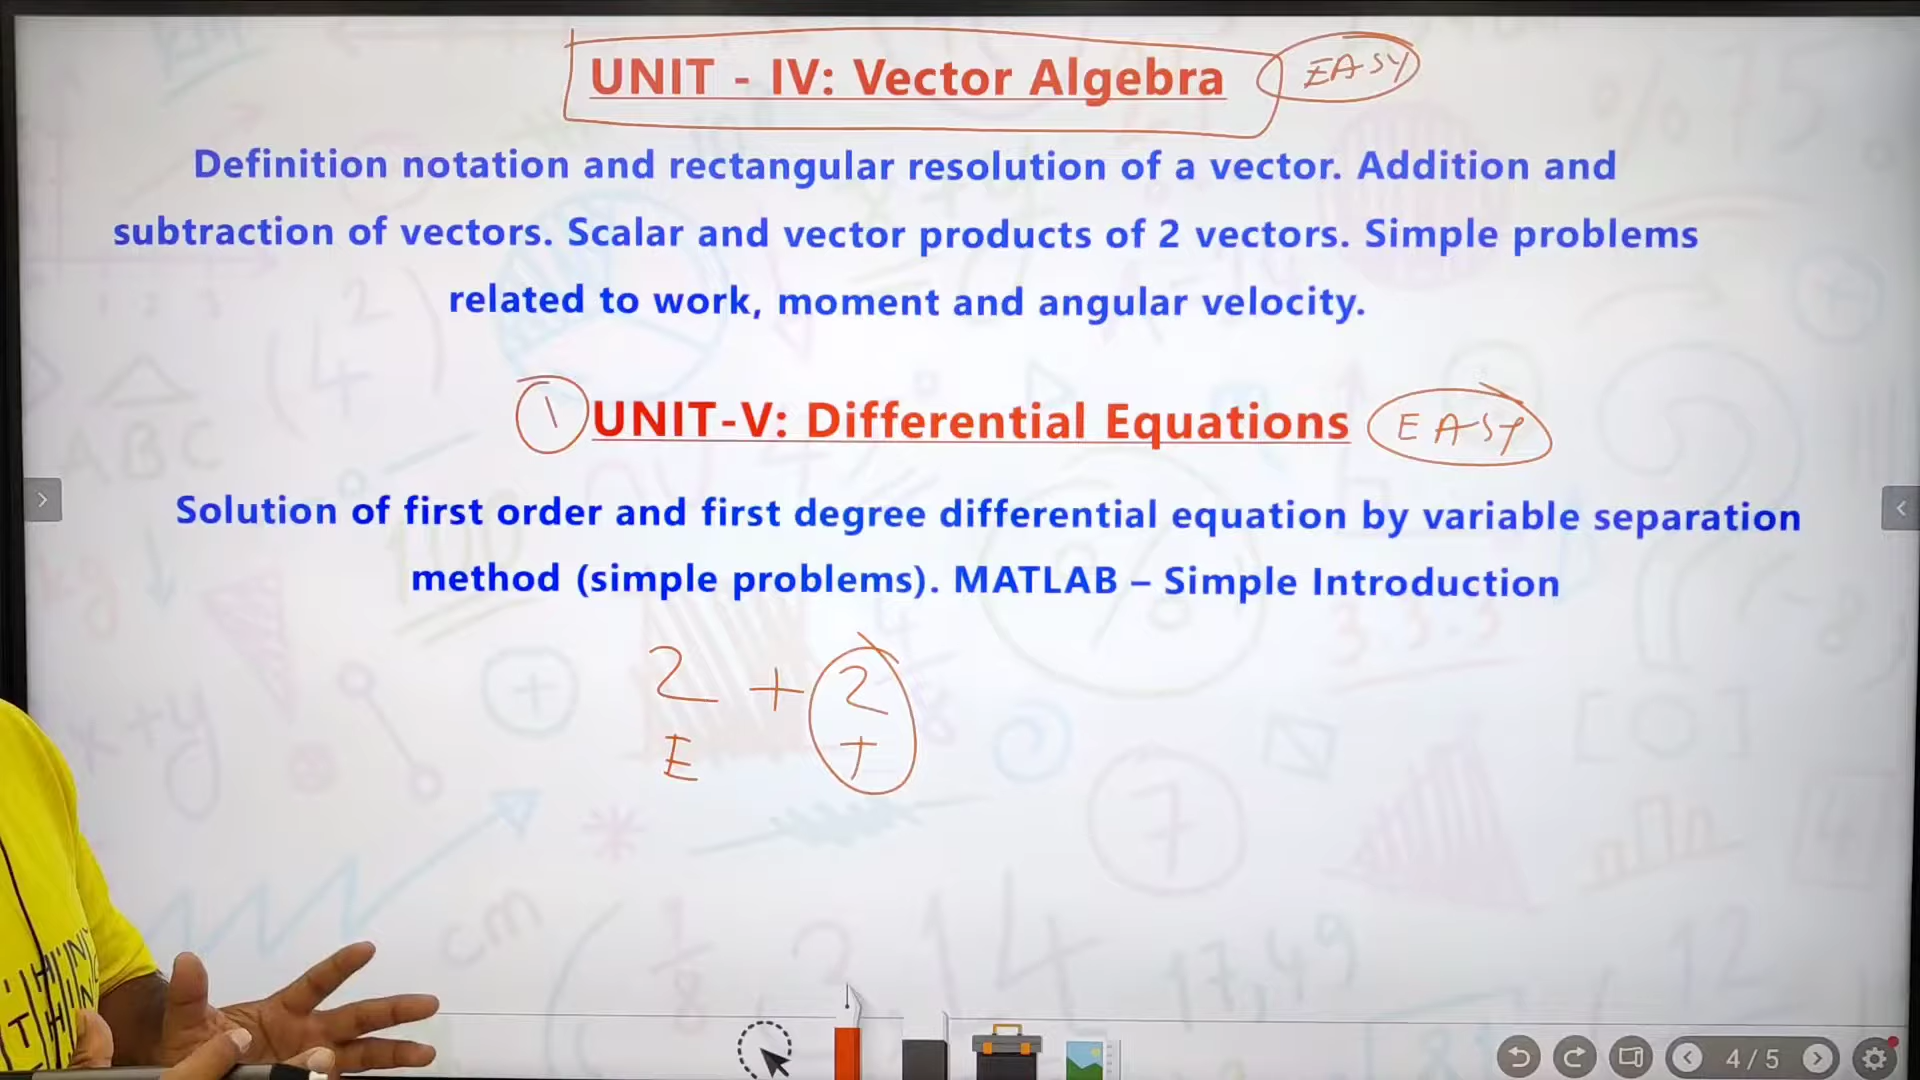 UNIT - IV: Vector Algebra EASY
Definition notation and rectangular resolution of a vector. Addition and
subtraction of vectors. Scalar and vector products of 2 vectors. Simple problems
related to work, moment and angular velocity.
1 UNIT-V: Differential Equations EASY
Solution of first order and first degree differential equation by variable separation
method (simple problems). MATLAB – Simple Introduction
2 + 2
E T
4 / 5